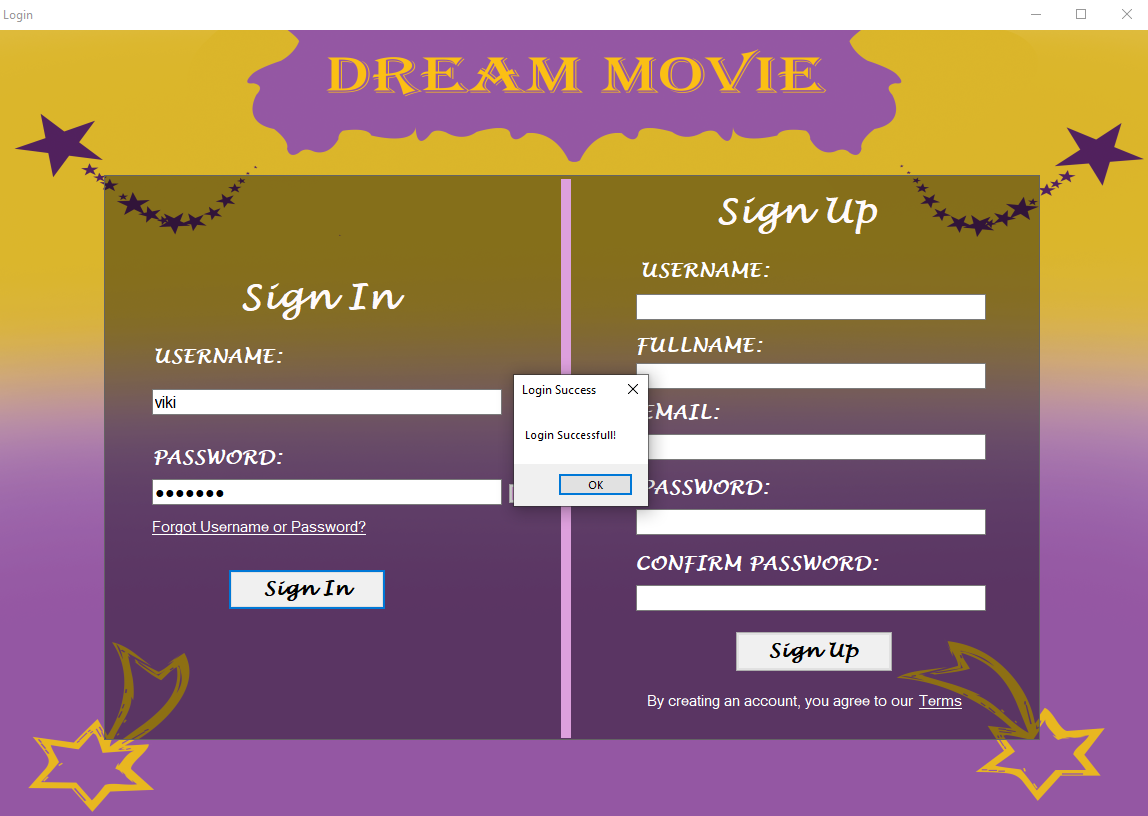 Login
DREAM MOVIE
Sign In
USERNAME:
viki
PASSWORD:
Forgot Username or Password?
Sign In
Sign Up
USERNAME:
FULLNAME:
EMAIL:
PASSWORD:
CONFIRM PASSWORD:
Sign Up
By creating an account, you agree to our Terms
Login Success
Login Successfull!
OK